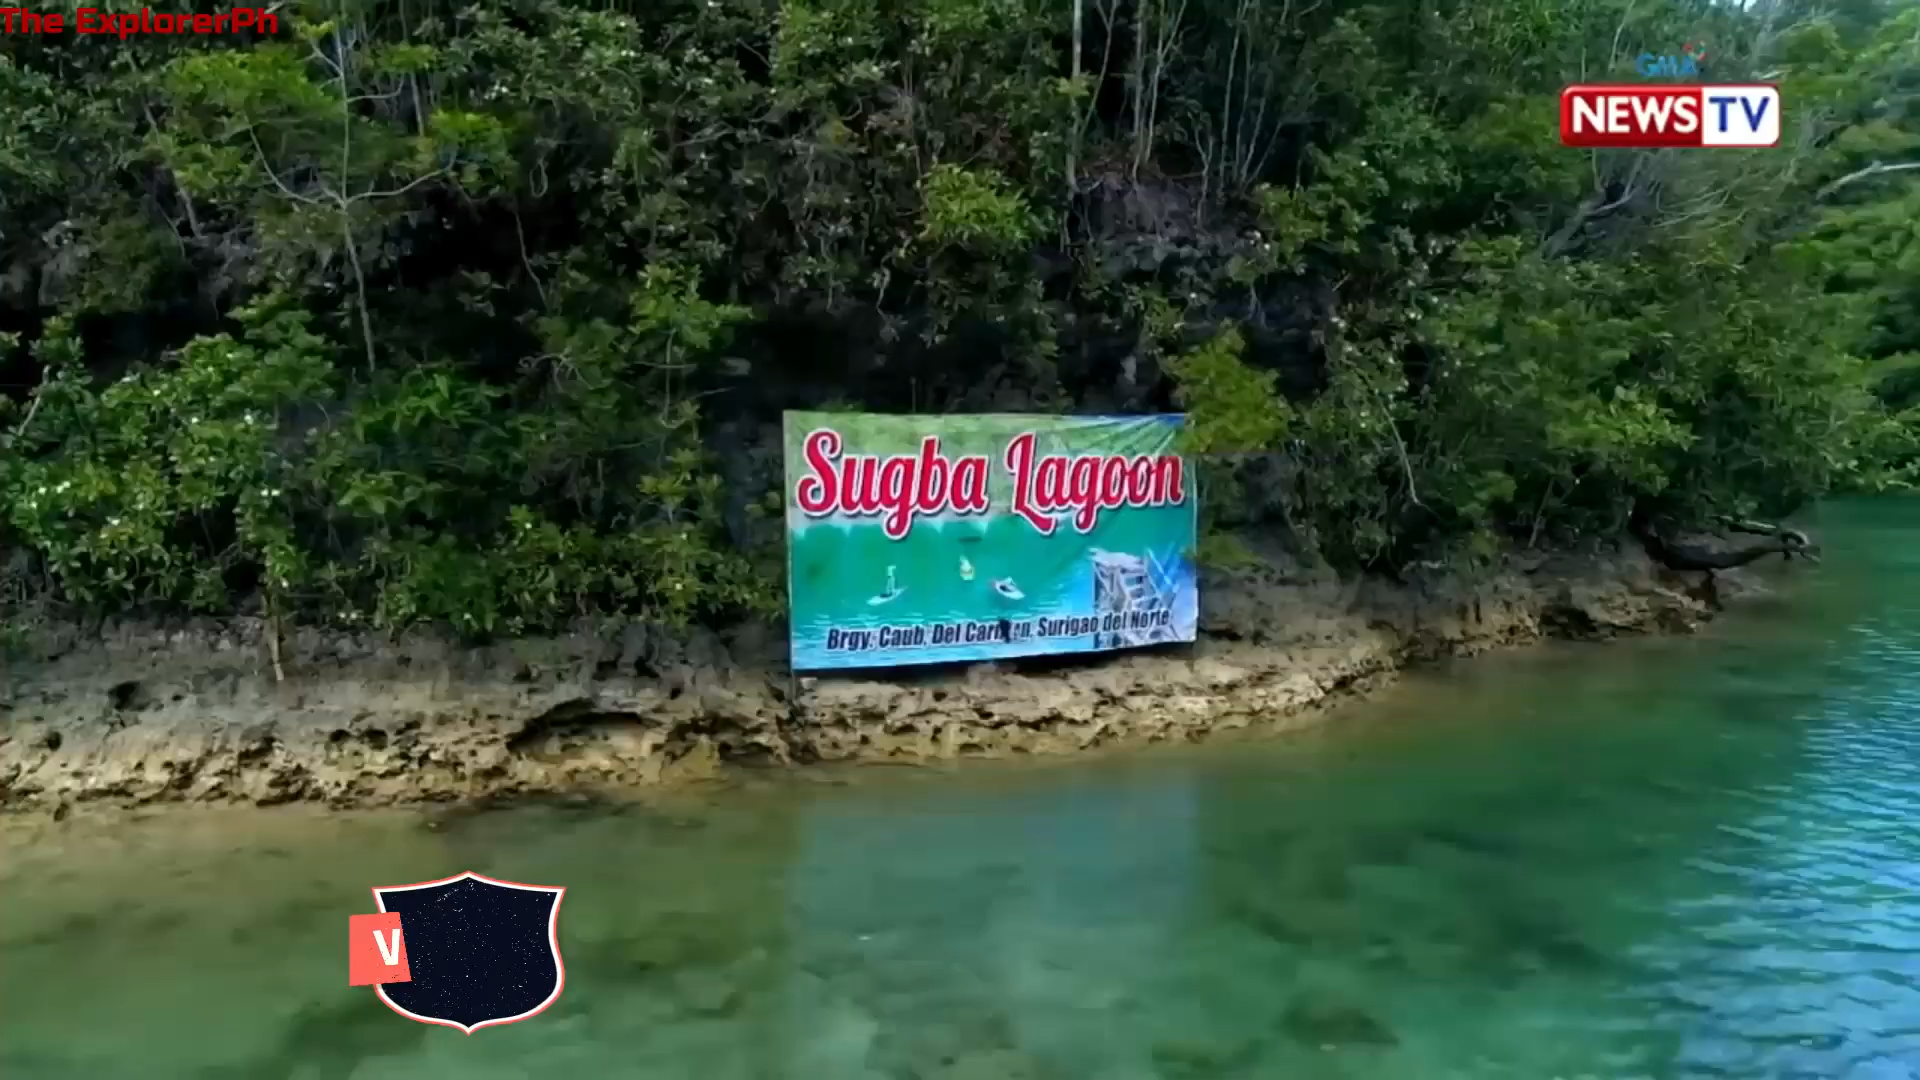 The ExplorerPh
GMA
NEWS TV
Sugba Lagoon
Brgy. Caub, Del Carmen, Surigao del Norte
V